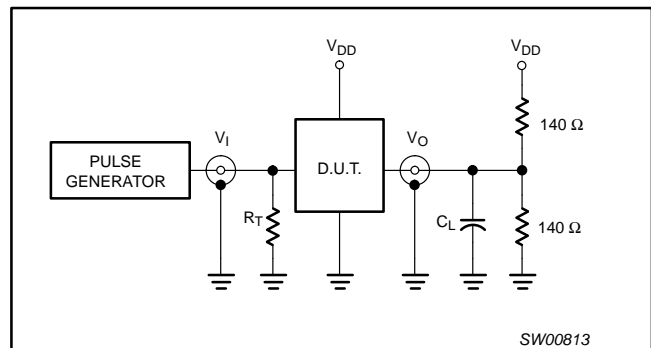 V_DD
V_DD
140 Ω
V_I
V_O
PULSE
GENERATOR
D.U.T.
R_T
C_L
140 Ω
SW00813